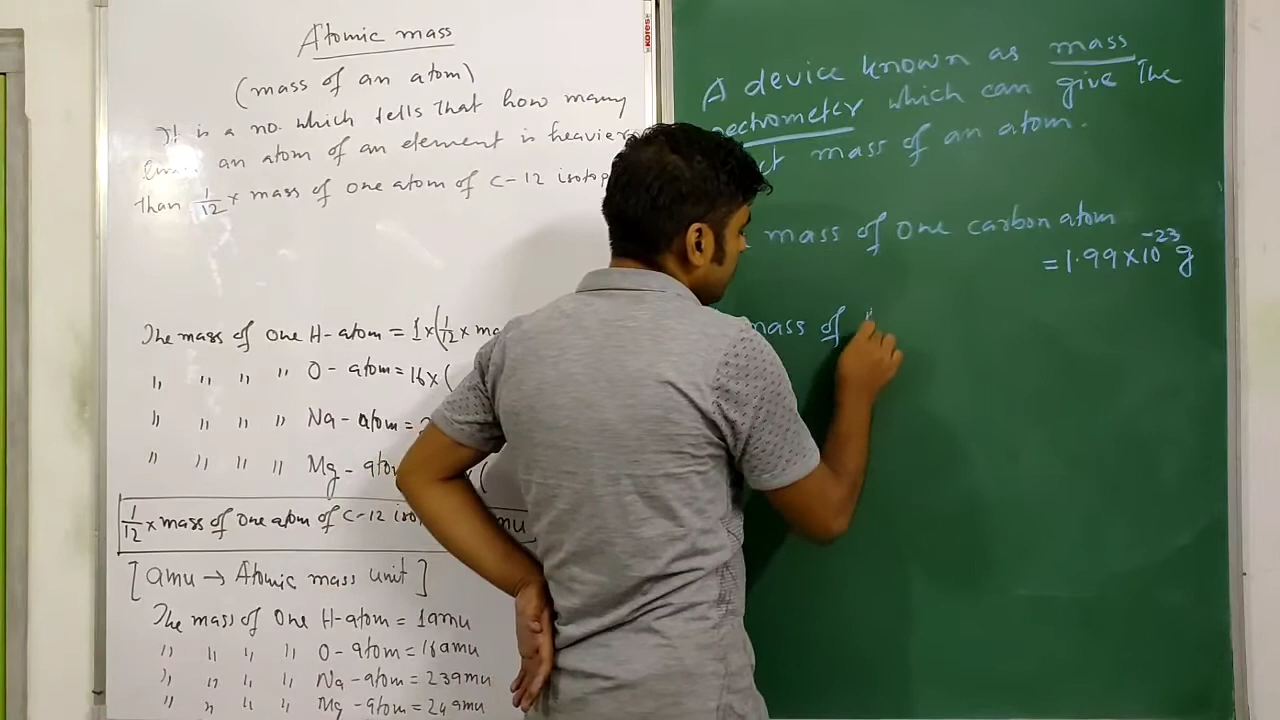 Atomic mass
(mass of an atom)
It is a no. which tells that how many
an atom of an element is heavier
than 1/12 x mass of one atom of C-12
The mass of one H-atom = 1x(1/12 x
,, ,, ,, ,, O - atom = 16x(
,, ,, ,, ,, Na - atom =
,, ,, ,, ,, Mg - x(
1/12 x mass of one atom of C-12
[amu → Atomic mass unit]
The mass of one H-atom = 1amu
,, ,, ,, ,, O - atom = 16amu
,, ,, ,, ,, Na - atom = 23amu
,, ,, ,, ,, Mg - atom = 24amu
kores
A device known as mass
which can give the
mass of an atom.
mass of one carbon atom
= 1.99 x 10^-23 g
mass of